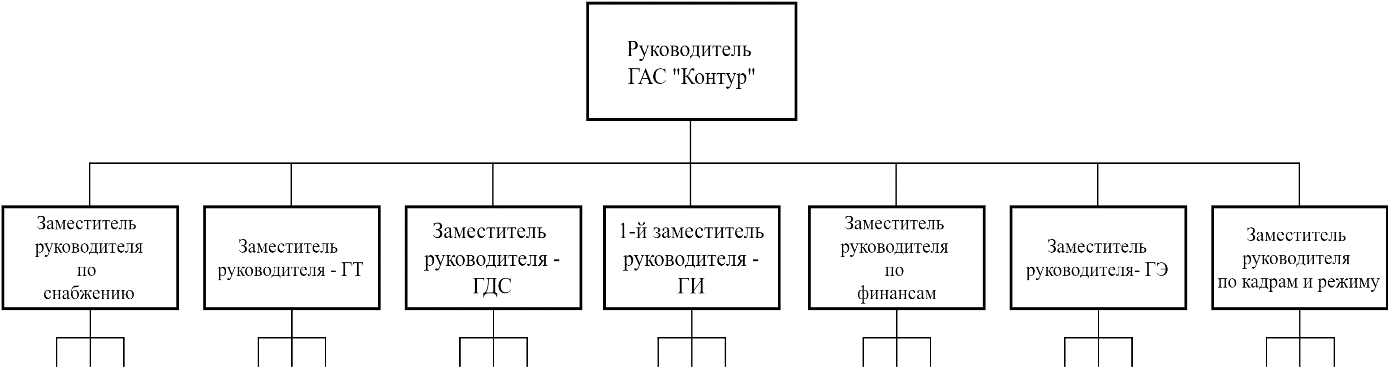 Руководитель
ГАС "Контур"
Заместитель
руководителя
по
снабжению
Заместитель
руководителя - ГТ
Заместитель
руководителя -
ГДС
1-й заместитель
руководителя -
ГИ
Заместитель
руководителя
по
финансам
Заместитель
руководителя- ГЭ
Заместитель
руководителя
по кадрам и режиму